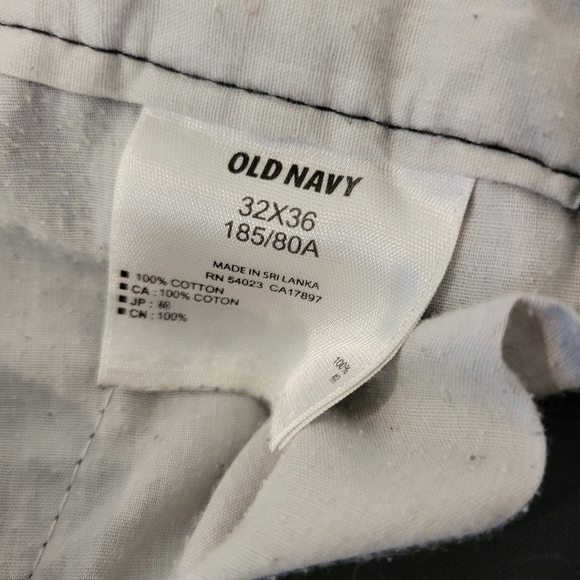 OLD NAVY
32X36
185/80A
MADE IN SRI LANKA
RN 54023 CA17897
100% COTTON
CA : 100% COTON
JP : 綿
CN : 100%
100%